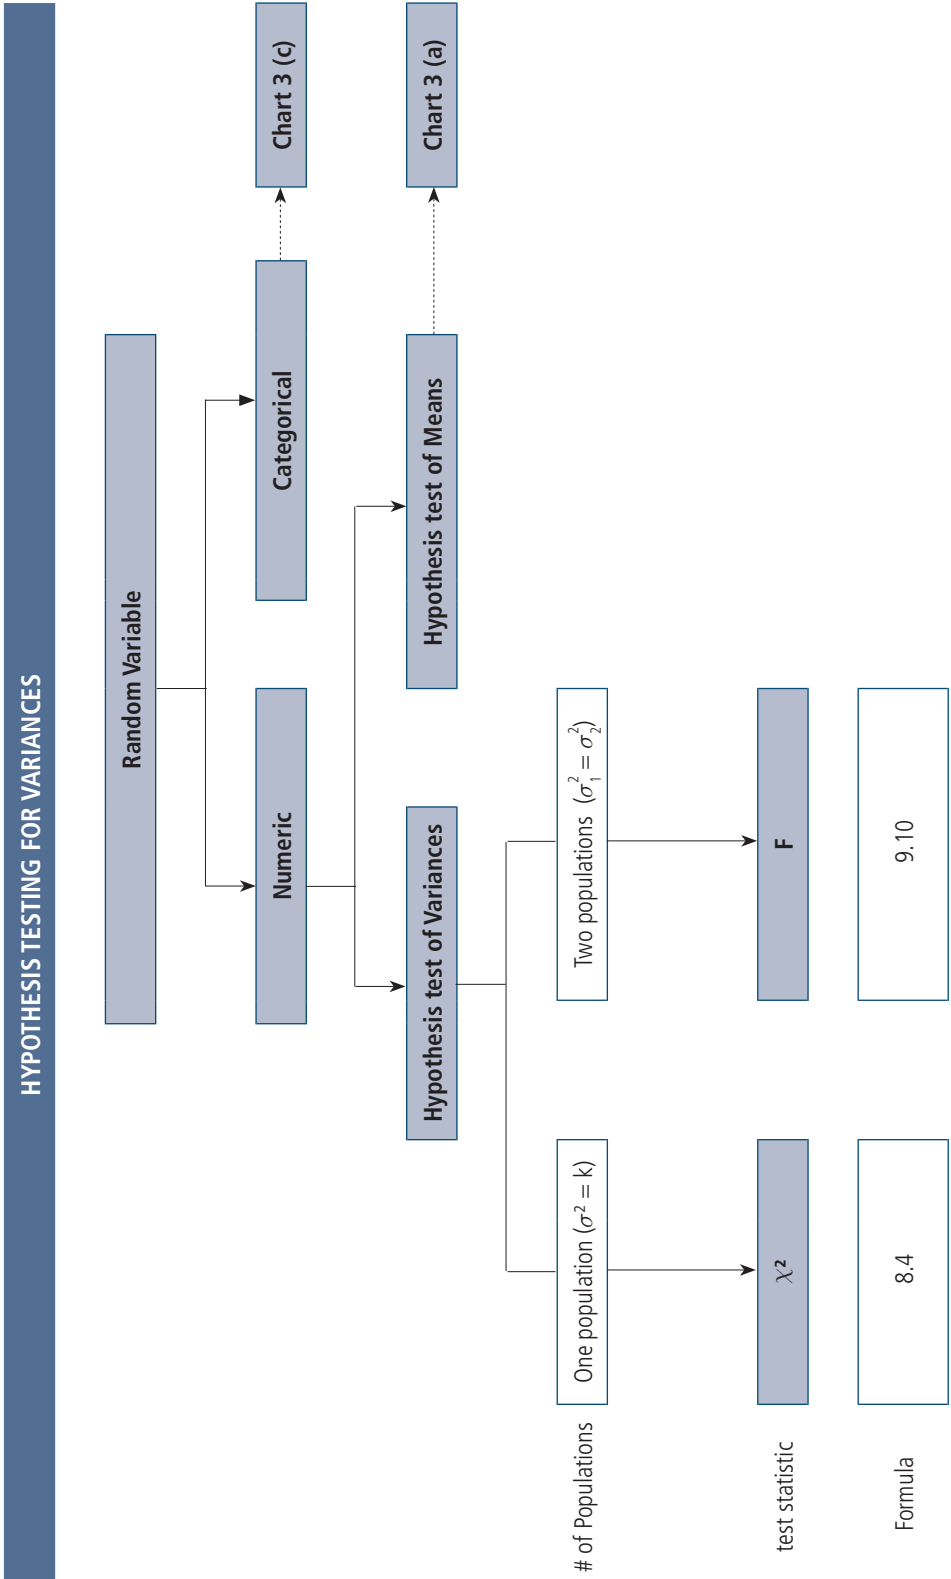 HYPOTHESIS TESTING FOR VARIANCES
Random Variable
Numeric
Categorical
Chart 3 (c)
Hypothesis test of Variances
Hypothesis test of Means
Chart 3 (a)
# of Populations
One population (σ² = k)
Two populations (σ₁² = σ₂²)
test statistic
χ²
F
Formula
8.4
9.10